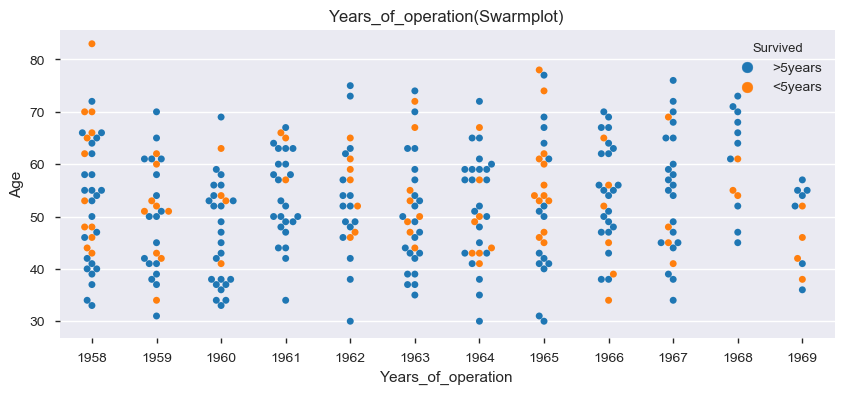 Years_of_operation(Swarmplot)
Survived
>5years
<5years
Age
80
70
60
50
40
30
1958 1959 1960 1961 1962 1963 1964 1965 1966 1967 1968 1969
Years_of_operation